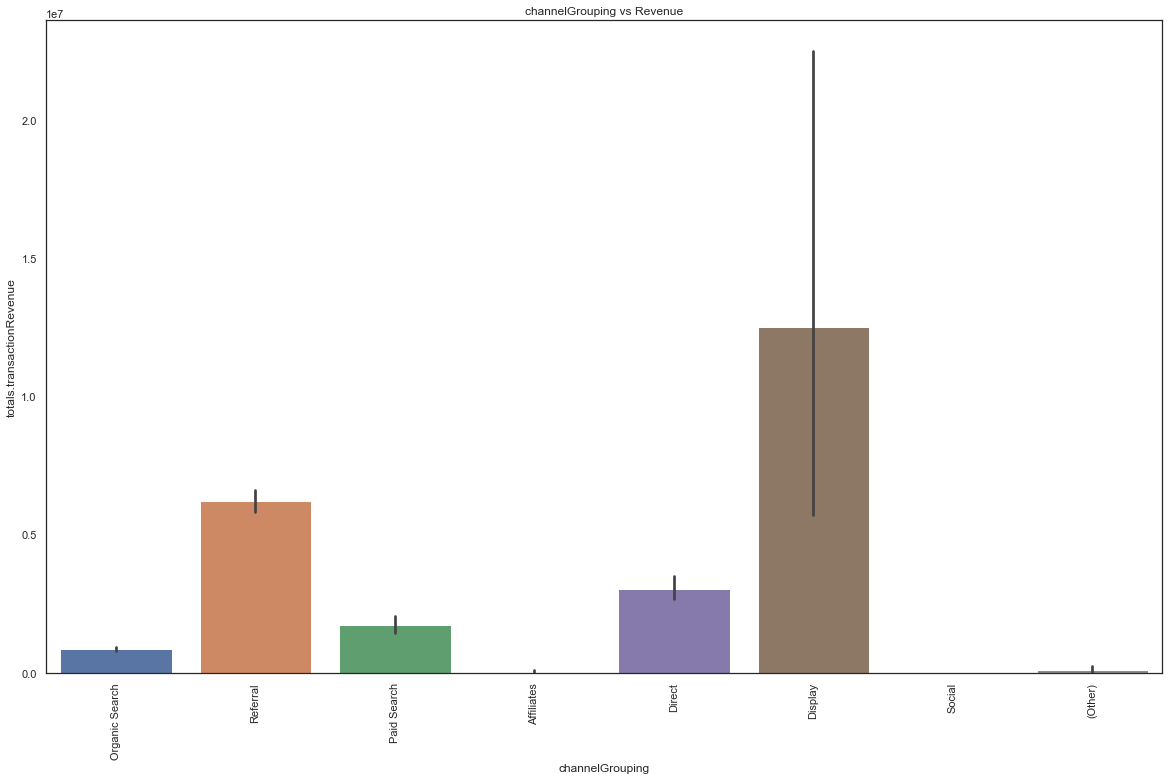 channelGrouping vs Revenue
1e7
2.0
1.5
1.0
0.5
0.0
totals.transactionRevenue
Organic Search
Referral
Paid Search
Affiliates
Direct
Display
Social
(Other)
channelGrouping